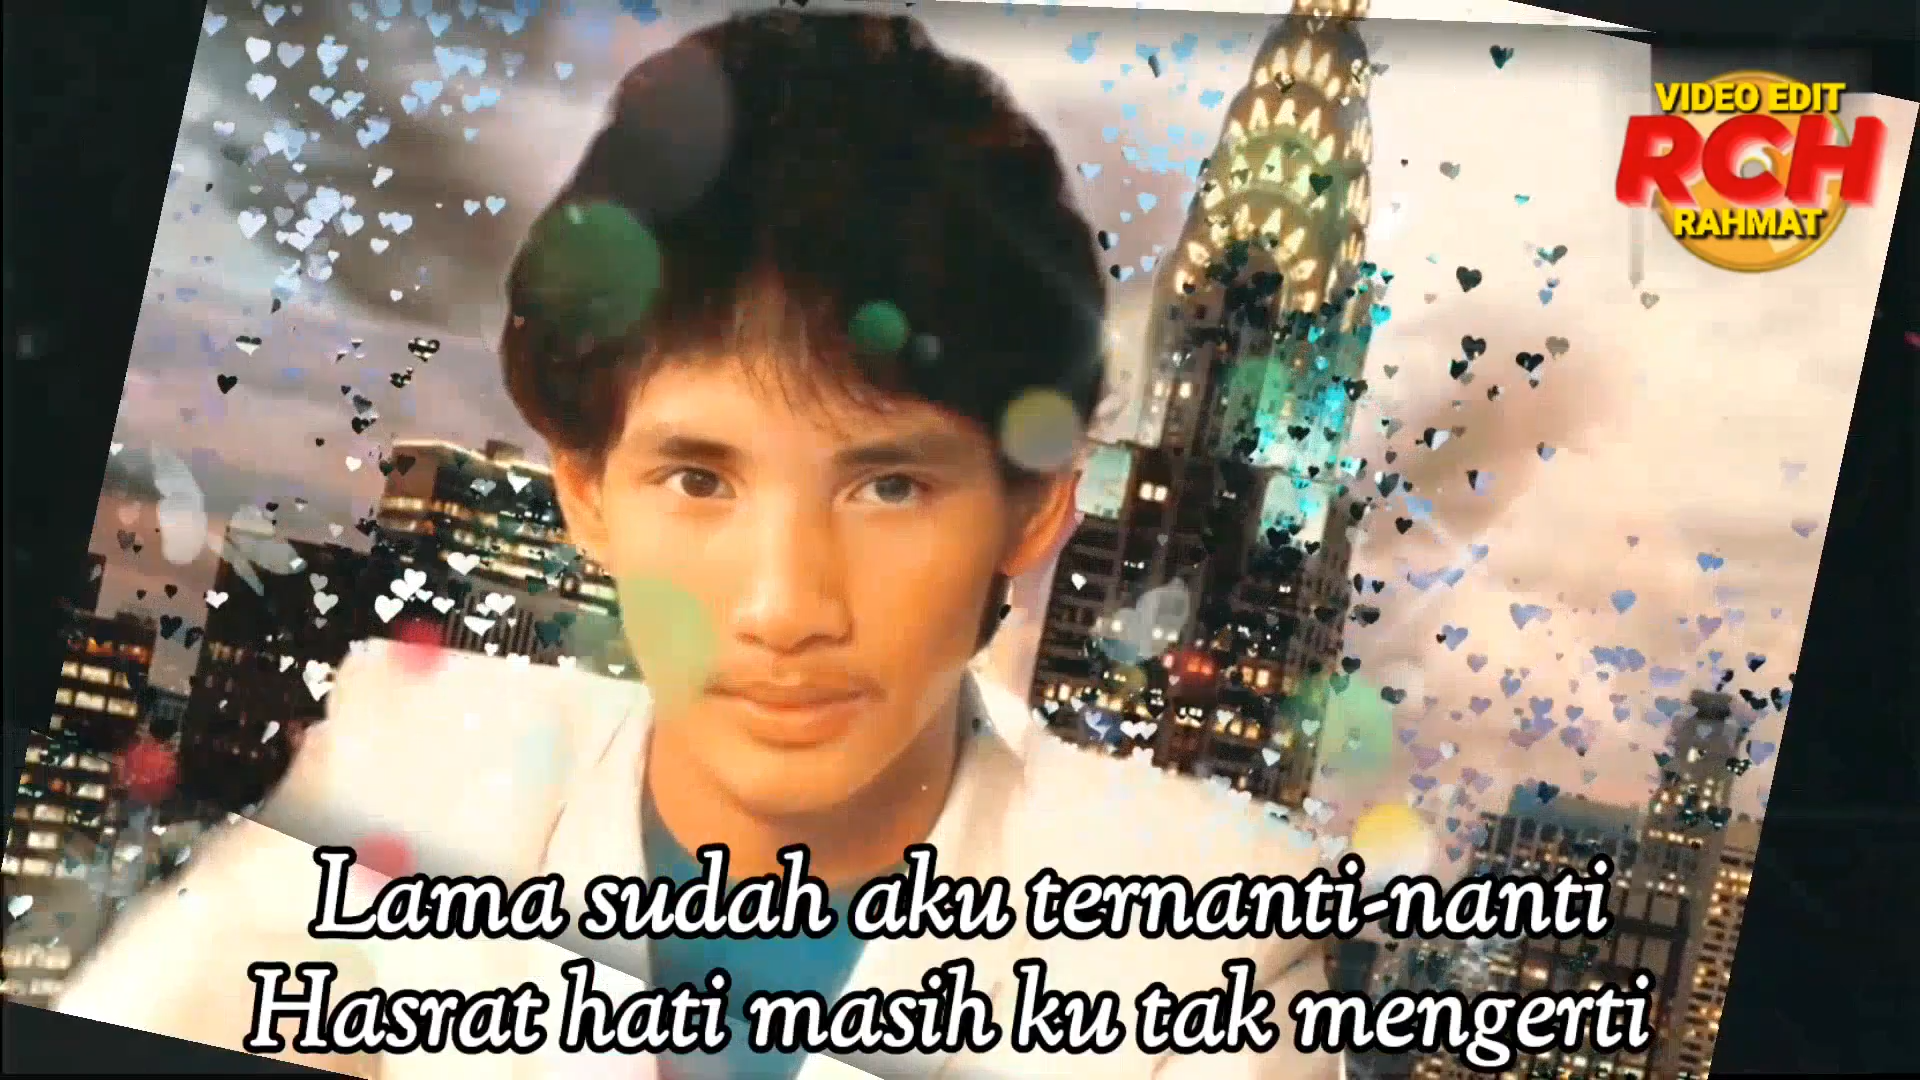 VIDEO EDIT
RCH
RAHMAT
Lama sudah aku ternanti-nanti
Hasrat hati masih ku tak mengerti